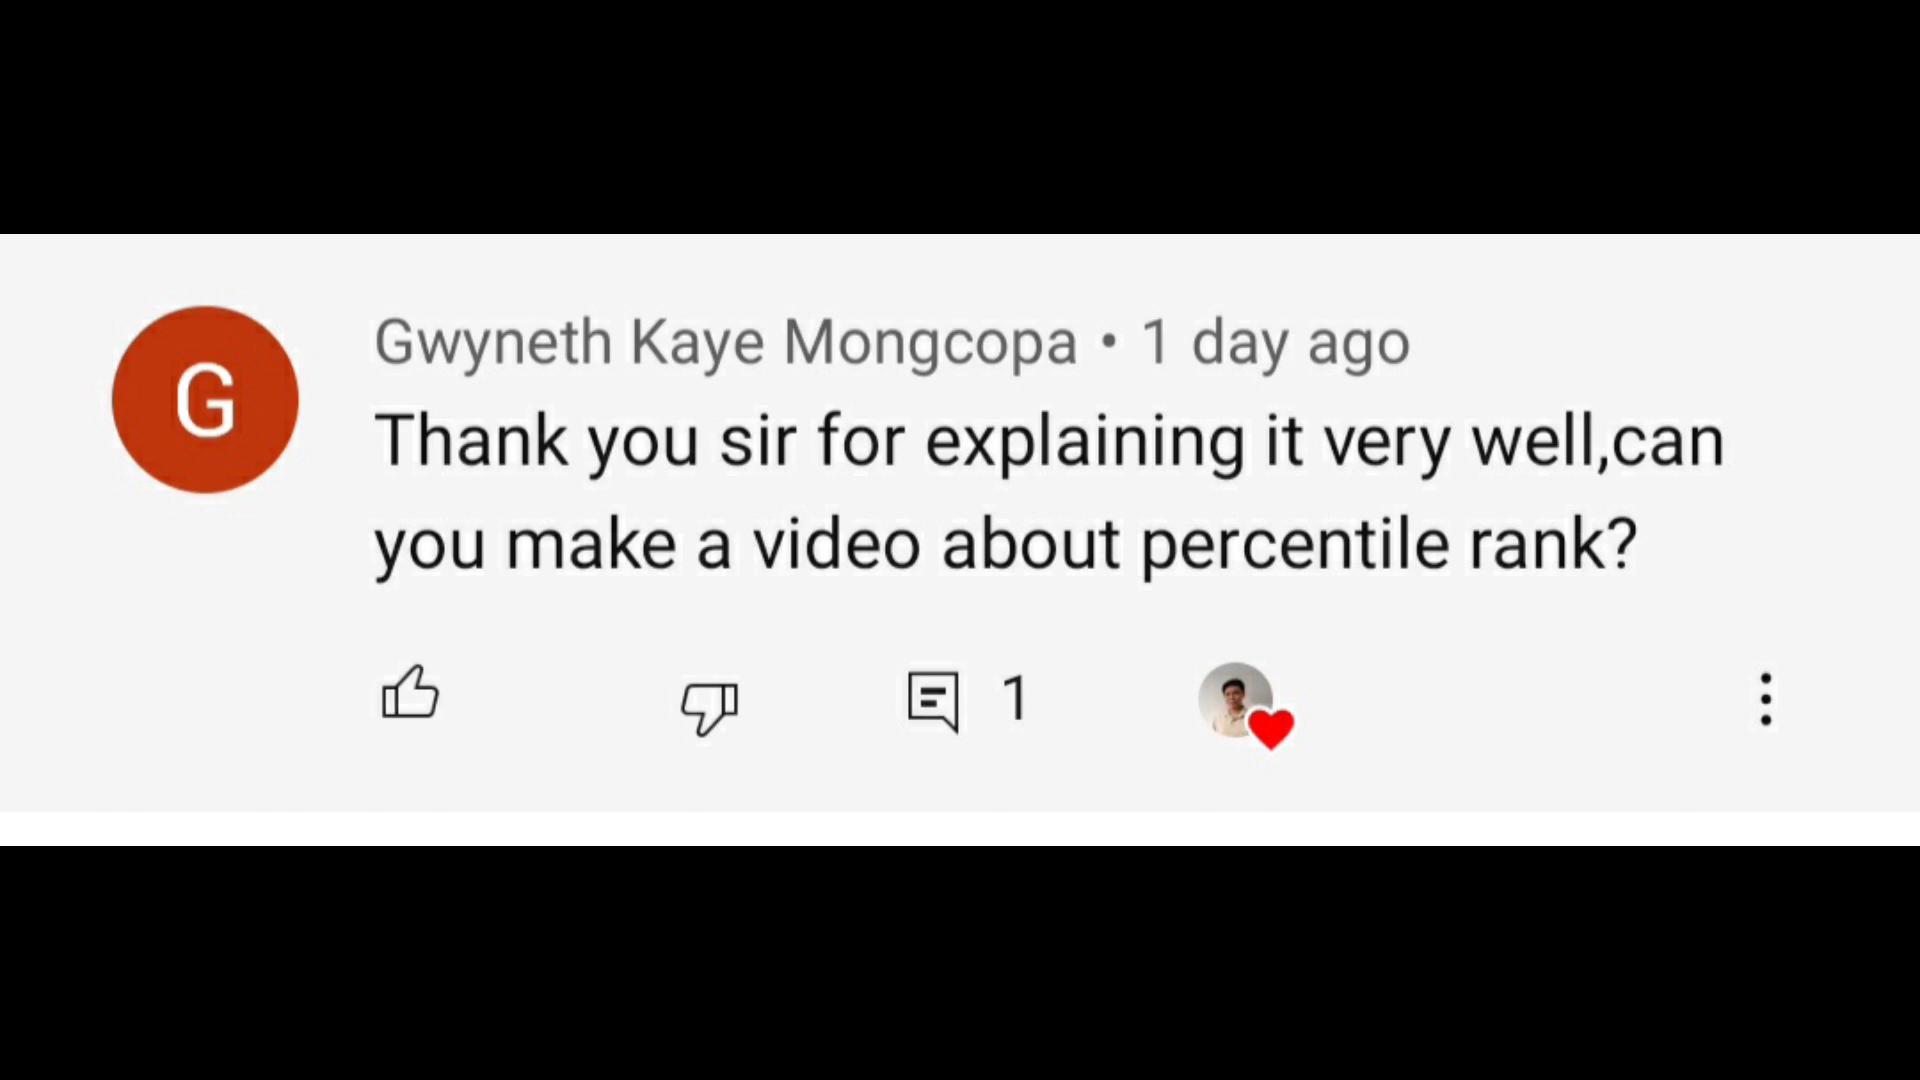 G
Gwyneth Kaye Mongcopa • 1 day ago
Thank you sir for explaining it very well,can
you make a video about percentile rank?
1